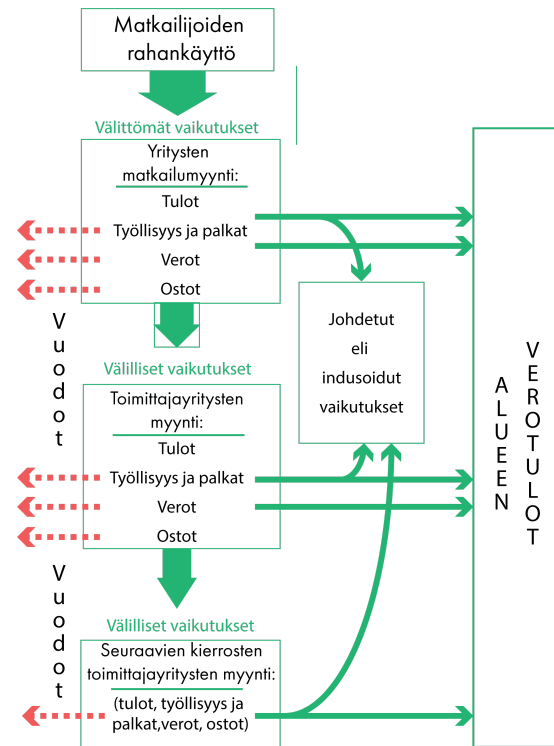 Matkailijoiden
rahankäyttö
Välittömät vaikutukset
Yritysten
matkailumyynti:
Tulot
Työllisyys ja palkat
Verot
Ostot
Vuodot
Johdetut
eli
indusoidut
vaikutukset
Välilliset vaikutukset
Toimittajayritysten
myynti:
Tulot
Työllisyys ja palkat
Verot
Ostot
Vuodot
Välilliset vaikutukset
Seuraavien kierrosten
toimittajayritysten myynti:
(tulot, työllisyys ja
palkat,verot, ostot)
ALUEEN
VEROTULOT